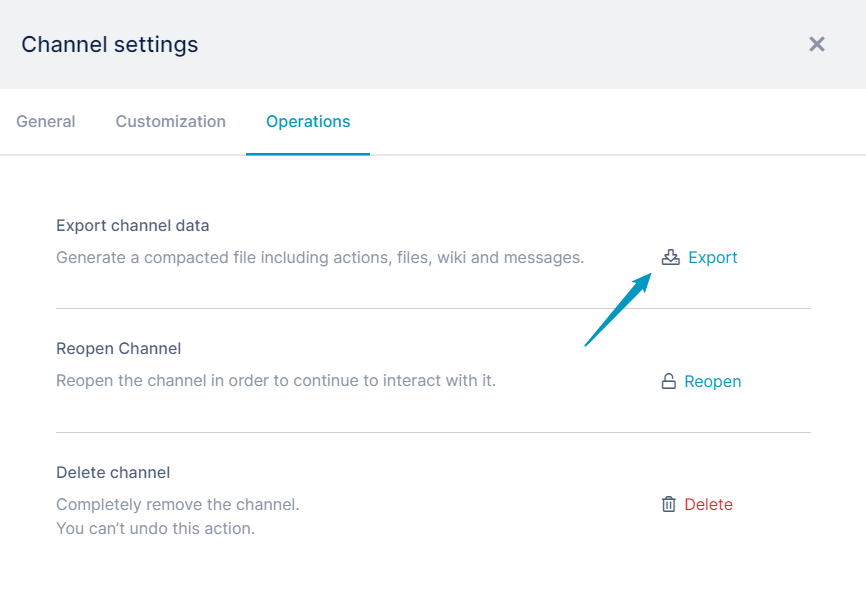 Channel settings
General Customization Operations
Export channel data
Generate a compacted file including actions, files, wiki and messages.
Export
Reopen Channel
Reopen the channel in order to continue to interact with it.
Reopen
Delete channel
Completely remove the channel.
You can't undo this action.
Delete